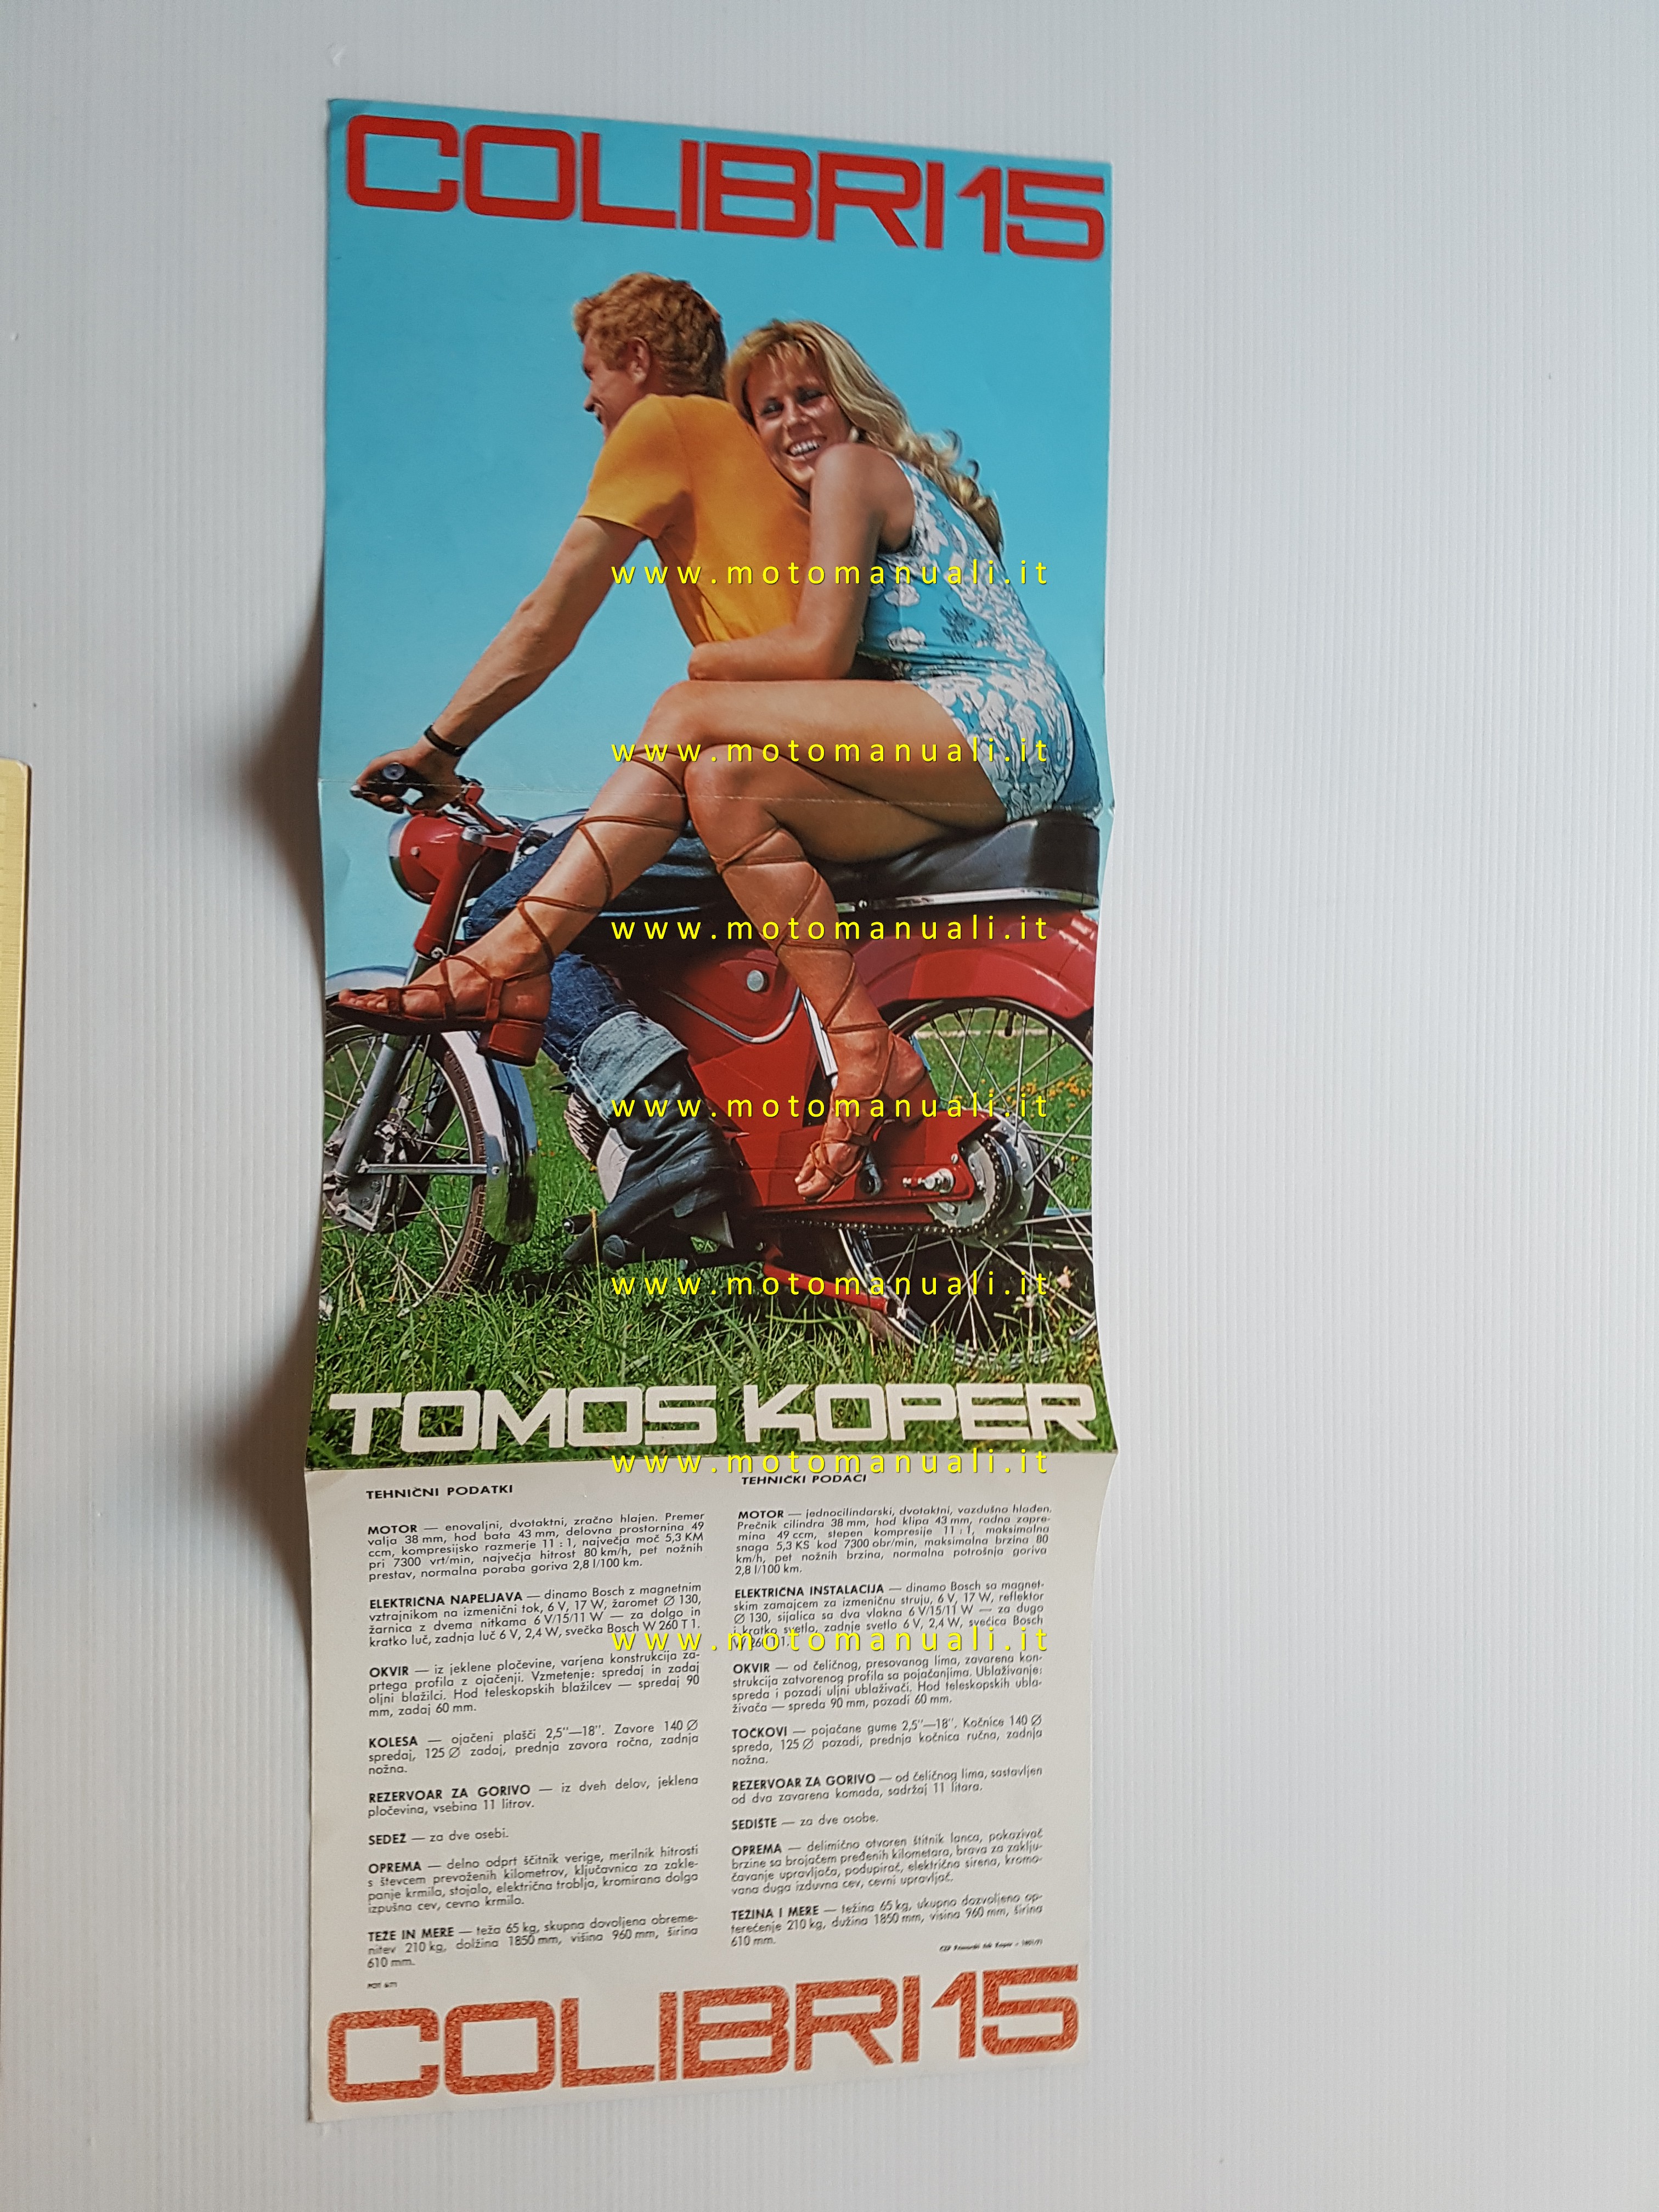 COLIBRI 15
www.motomanuali.it
www.motomanuali.it
www.motomanuali.it
www.motomanuali.it
www.motomanuali.it
TOMOS KOPER
www.motomanuali.it
TEHNIČNI PODATKI
MOTOR — enovaljni, dvotaktni, zračno hlajen. Premer
valja 38 mm, hod bata 43 mm, delovna prostornina 49
ccm, kompresijsko razmerje 11 : 1, največja moč 5,3 KM
pri 7300 vrt/min, največja hitrost 80 km/h, pet nožnih
prestav, normalna poraba goriva 2,8 l/100 km.
ELEKTRIČNA NAPELJAVA — dinamo Bosch z magnetnim
vztrajnikom na izmenični tok, 6 V, 17 W, žaromet Ø 130,
žarnica z dvema nitkama 6 V/15/11 W — za dolgo in
kratko luč, zadnja luč 6 V, 2,4 W, svečka Bosch W 260 T 1.
OKVIR — iz jeklene pločevine, varjena konstrukcija za-
prtega profila z ojačenji. Vzmetenje: spredaj in zadaj
oljni blažilci. Hod teleskopskih blažilcev — spredaj 90
mm, zadaj 60 mm.
KOLESA — ojačeni plašči 2,5"—18". Zavore 140 Ø
spredaj, 125 Ø zadaj, prednja zavora ročna, zadnja
nožna.
REZERVOAR ZA GORIVO — iz dveh delov, jeklena
pločevina, vsebina 11 litrov.
SEDEŽ — za dve osebi.
OPREMA — delno odprt ščitnik verige, merilnik hitrosti
s števcem prevoženih kilometrov, ključavnica za zakle-
panje krmila, stojalo, električna troblja, kromirana dolga
izpušna cev, cevno krmilo.
TEŽE IN MERE — teža 65 kg, skupna dovoljena obreme-
nitev 210 kg, dolžina 1850 mm, višina 960 mm, širina
610 mm.
TEHNIČKI PODACI
MOTOR — jednocilindarski, dvotaktni, vazdušna hlađen.
Prečnik cilindra 38 mm, hod klipa 43 mm, radna zapre-
mina 49 ccm, stepen kompresije 11 : 1, maksimalna
snaga 5,3 KS kod 7300 obr/min, maksimalna brzina 80
km/h, pet nožnih brzina, normalna potrošnja goriva
2,8 l/100 km.
ELEKTRIČNA INSTALACIJA — dinamo Bosch sa magnet-
skim zamajcem za izmeničnu struju, 6 V, 17 W, reflektor
Ø 130, sijalica sa dva vlakna 6 V/15/11 W — za dugo
i kratko svetlo, zadnje svetlo 6 V, 2,4 W, svećica Bosch
www.motomanuali.it
OKVIR — od čeličnog, presovanog lima, zavarena kon-
strukcija zatvorenog profila sa pojačanjima. Ublaživanje:
spreda i pozadi uljni ublaživači. Hod teleskopskih ubla-
živača — spreda 90 mm, pozadi 60 mm.
TOČKOVI — pojačane gume 2,5"—18". Kočnice 140 Ø
spreda, 125 Ø pozadi, prednja kočnica ručna, zadnja
nožna.
REZERVOAR ZA GORIVO — od čeličnog lima, sastavljen
od dva zavarena komada, sadržaj 11 litara.
SEDIŠTE — za dve osobe.
OPREMA — delimično otvoren štitnik lanca, pokazivač
brzine sa brojačem pređenih kilometara, brava za zaklju-
čavanje upravljača, podupirač, električna sirena, kromo-
vana duga izduvna cev, cevni upravljač.
TEŽINA I MERE — težina 65 kg, ukupno dozvoljeno op-
terećenje 210 kg, dužina 1850 mm, visina 960 mm, širina
610 mm.
COLIBRI 15